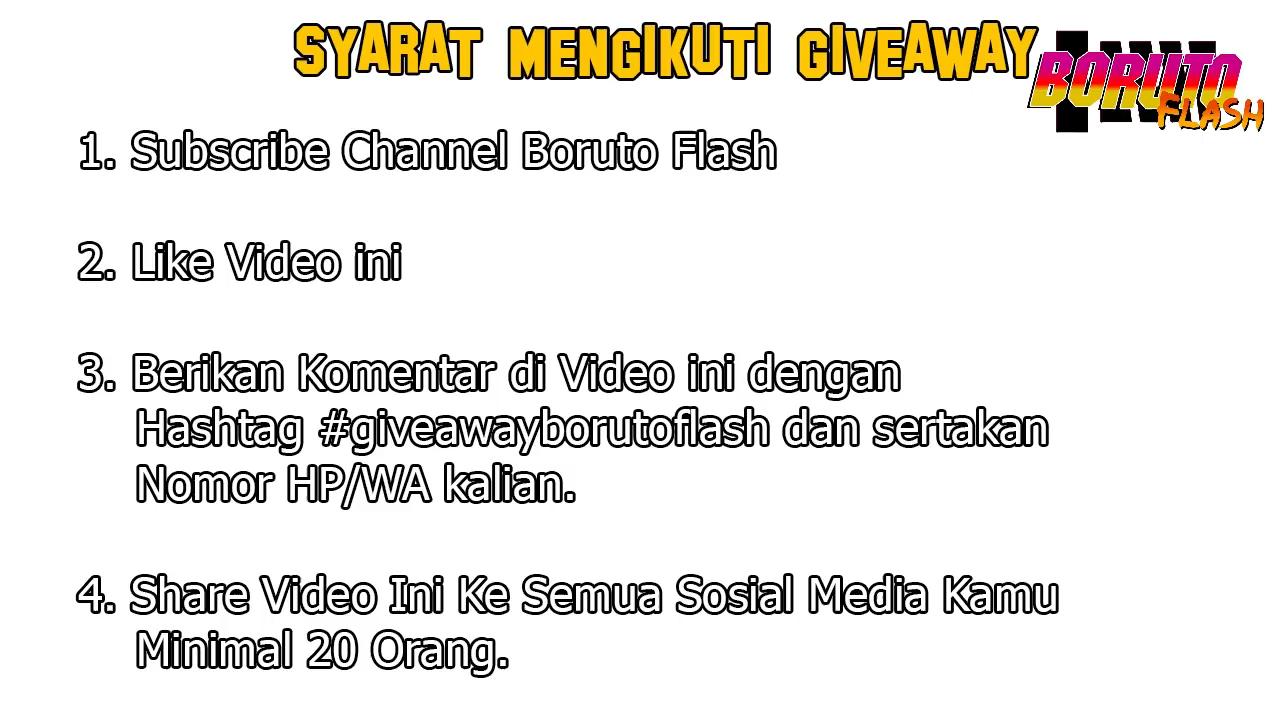 SYARAT MENGIKUTI GIVEAWAY
BORUTO
FLASH
1. Subscribe Channel Boruto Flash
2. Like Video ini
3. Berikan Komentar di Video ini dengan
Hashtag #giveawayborutoflash dan sertakan
Nomor HP/WA kalian.
4. Share Video Ini Ke Semua Sosial Media Kamu
Minimal 20 Orang.